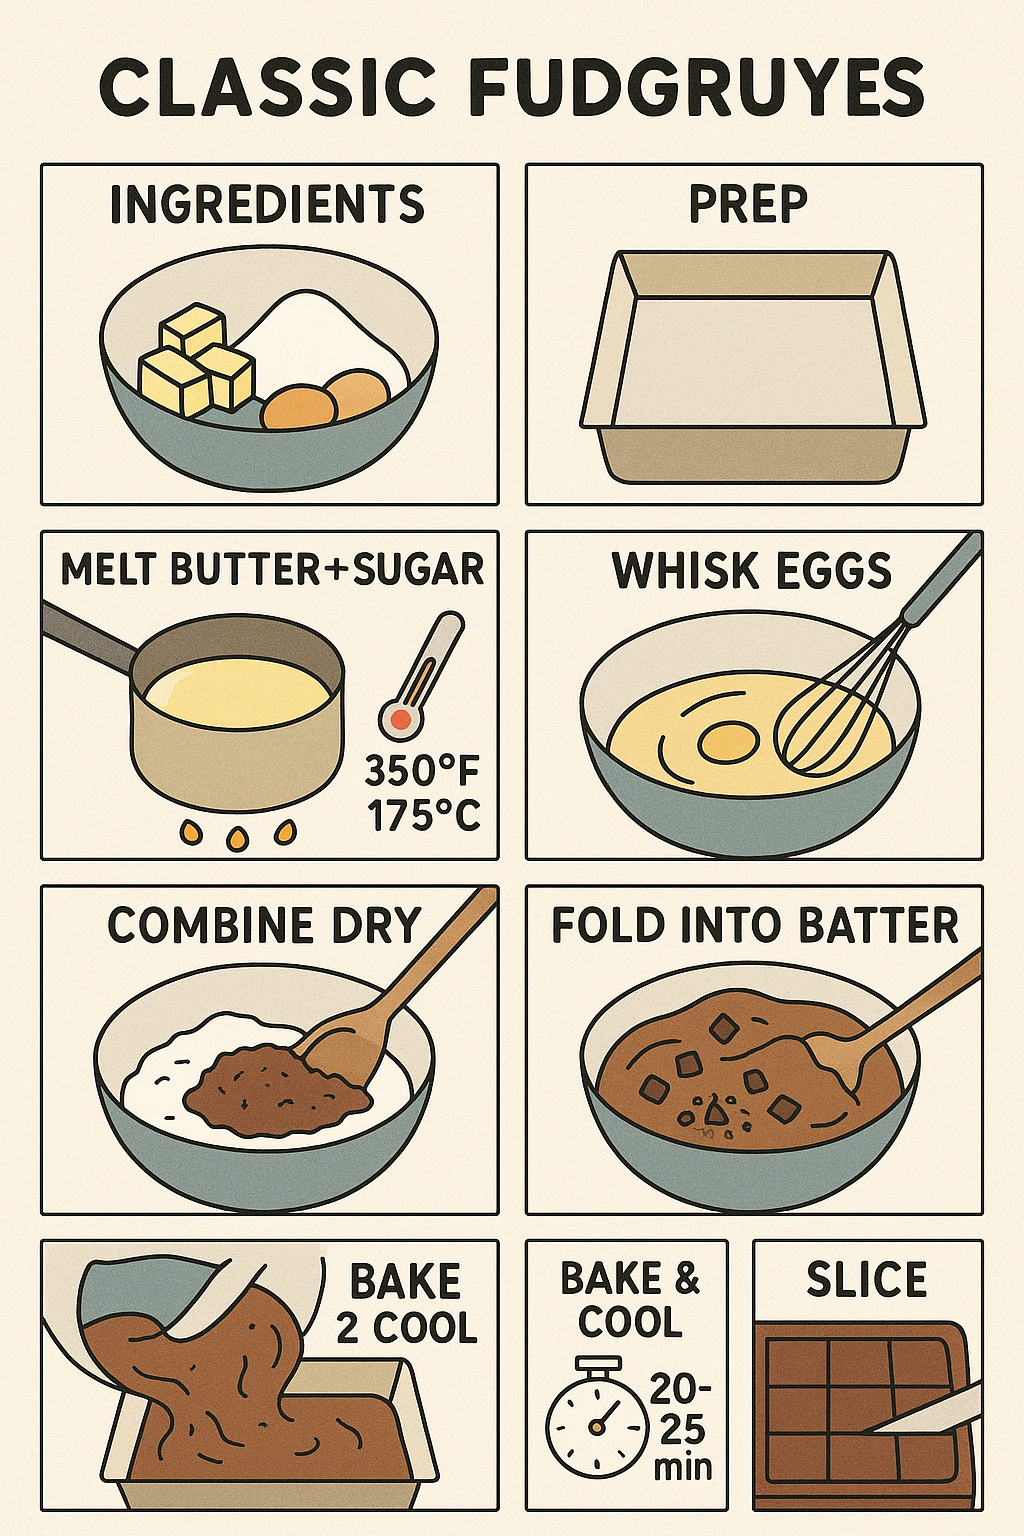 CLASSIC FUDGRUYES
INGREDIENTS
PREP
MELT BUTTER+SUGAR
350°F
175°C
WHISK EGGS
COMBINE DRY
FOLD INTO BATTER
BAKE
2 COOL
BAKE &
COOL
20-
25
min
SLICE